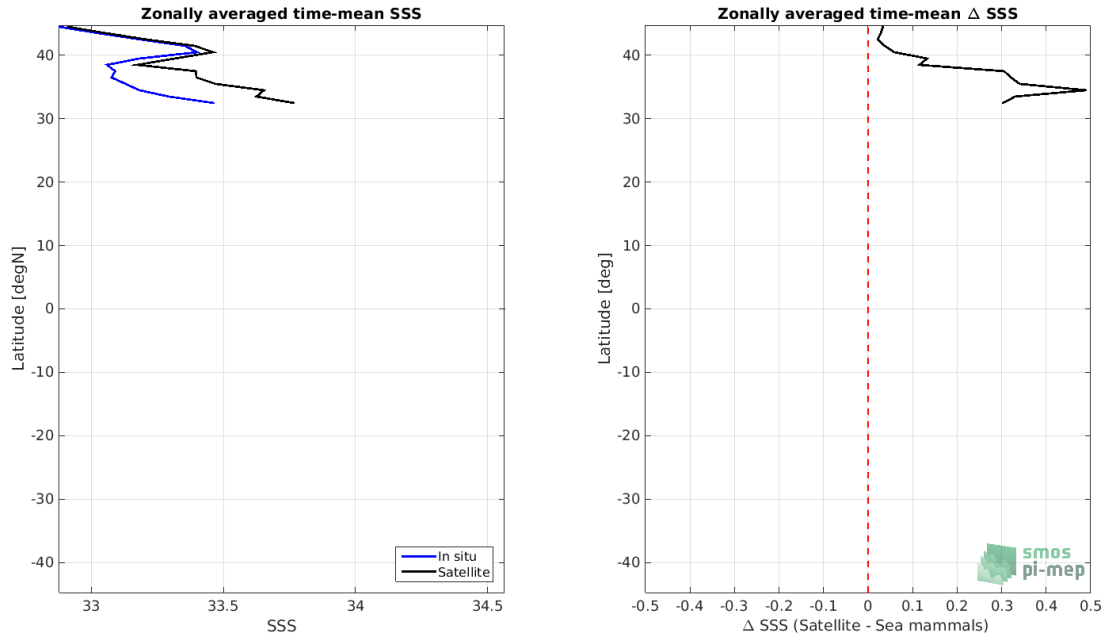 Zonally averaged time-mean SSS
40
30
20
10
0
-10
-20
-30
-40
Latitude [degN]
33
33.5
34
34.5
SSS
In situ
Satellite
Zonally averaged time-mean Δ SSS
40
30
20
10
0
-10
-20
-30
-40
Latitude [deg]
-0.5 -0.4 -0.3 -0.2 -0.1 0 0.1 0.2 0.3 0.4 0.5
Δ SSS (Satellite - Sea mammals)
smos
pi-mep